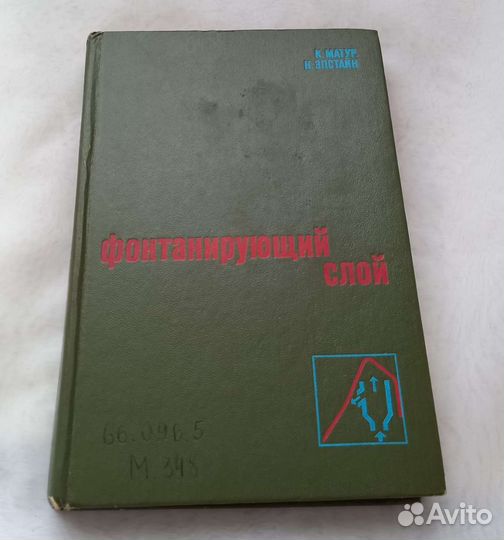 К. МАТУР,
Н. ЭПСТАЙН
фонтанирующий
слой
66.096.5
М. 348
Avito